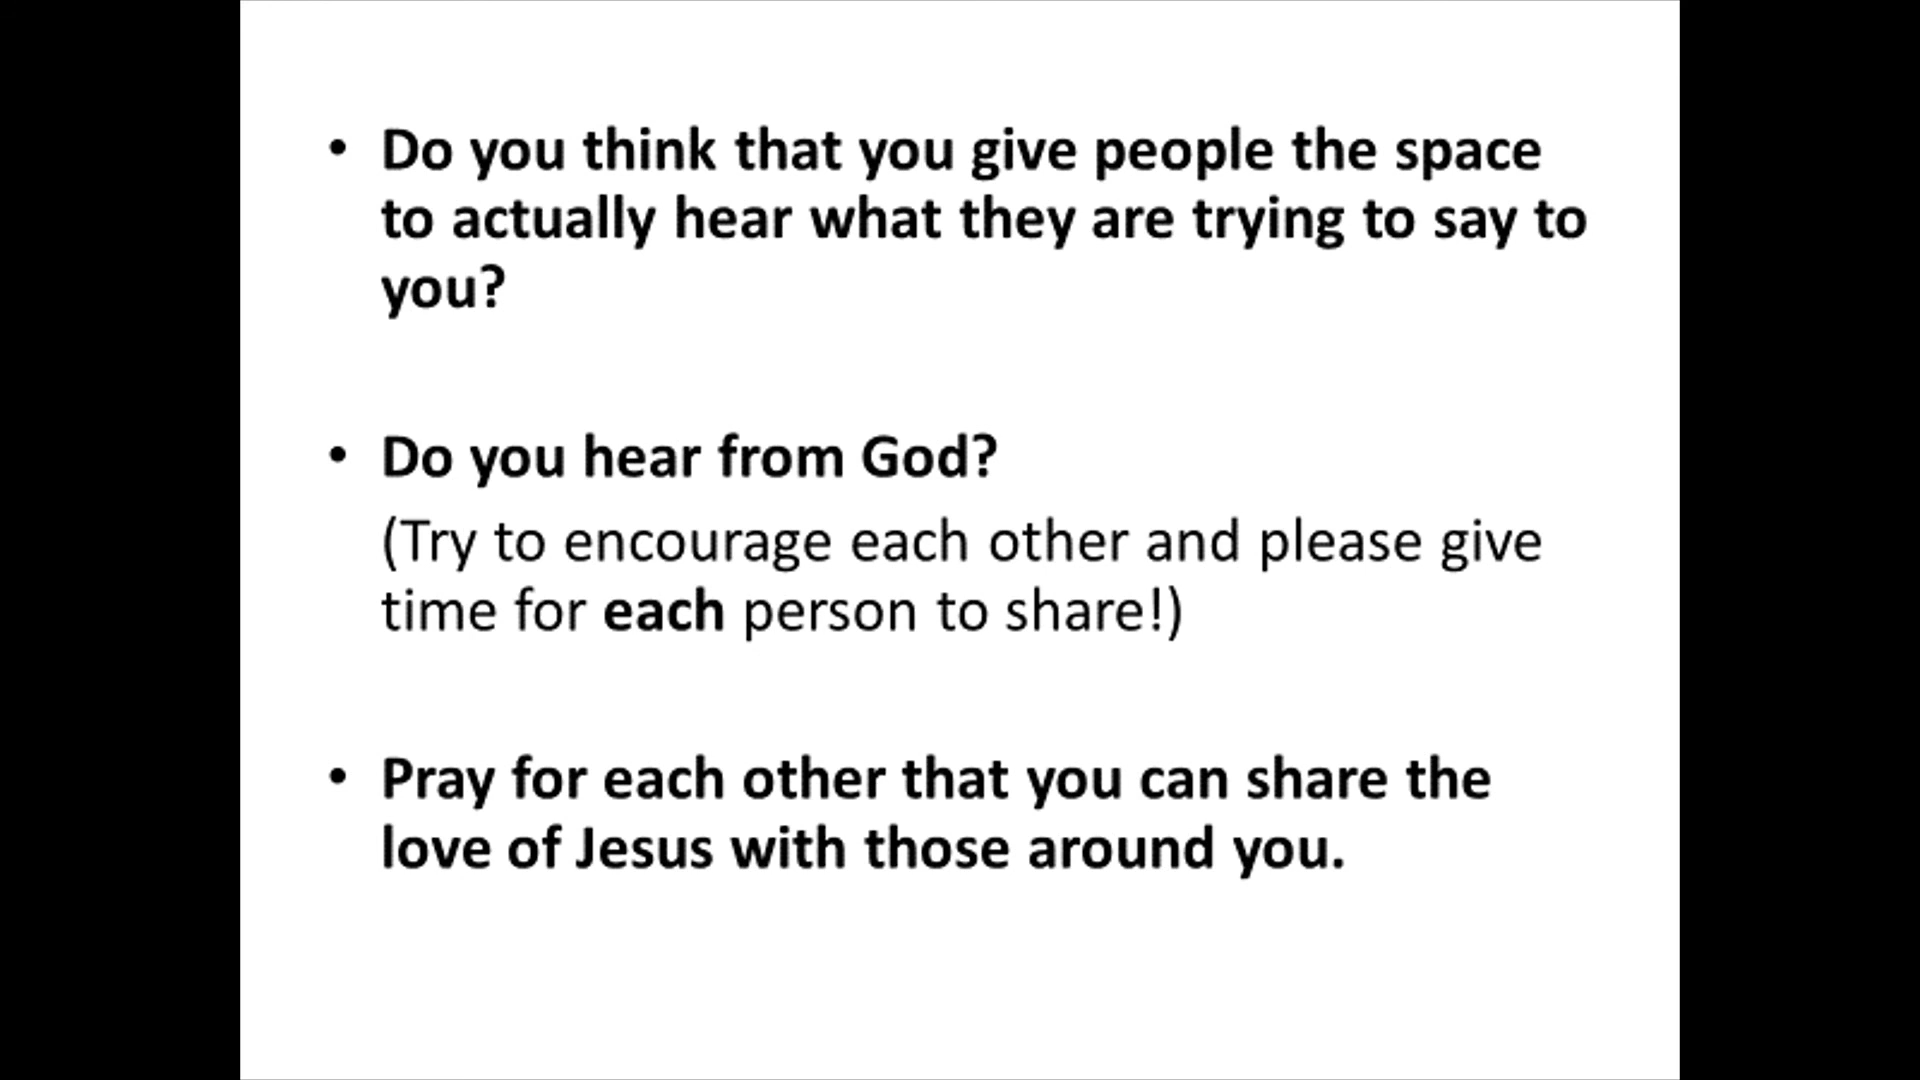 • Do you think that you give people the space
to actually hear what they are trying to say to
you?
• Do you hear from God?
(Try to encourage each other and please give
time for each person to share!)
• Pray for each other that you can share the
love of Jesus with those around you.